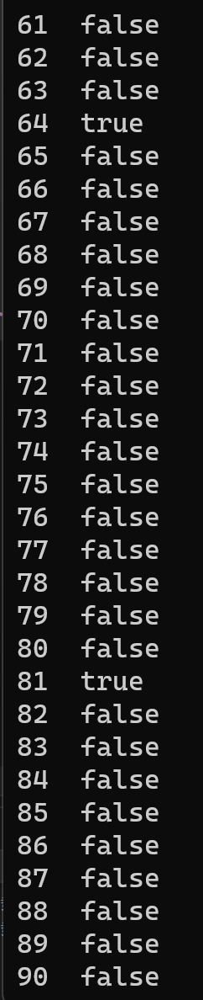 61  false
62  false
63  false
64  true
65  false
66  false
67  false
68  false
69  false
70  false
71  false
72  false
73  false
74  false
75  false
76  false
77  false
78  false
79  false
80  false
81  true
82  false
83  false
84  false
85  false
86  false
87  false
88  false
89  false
90  false